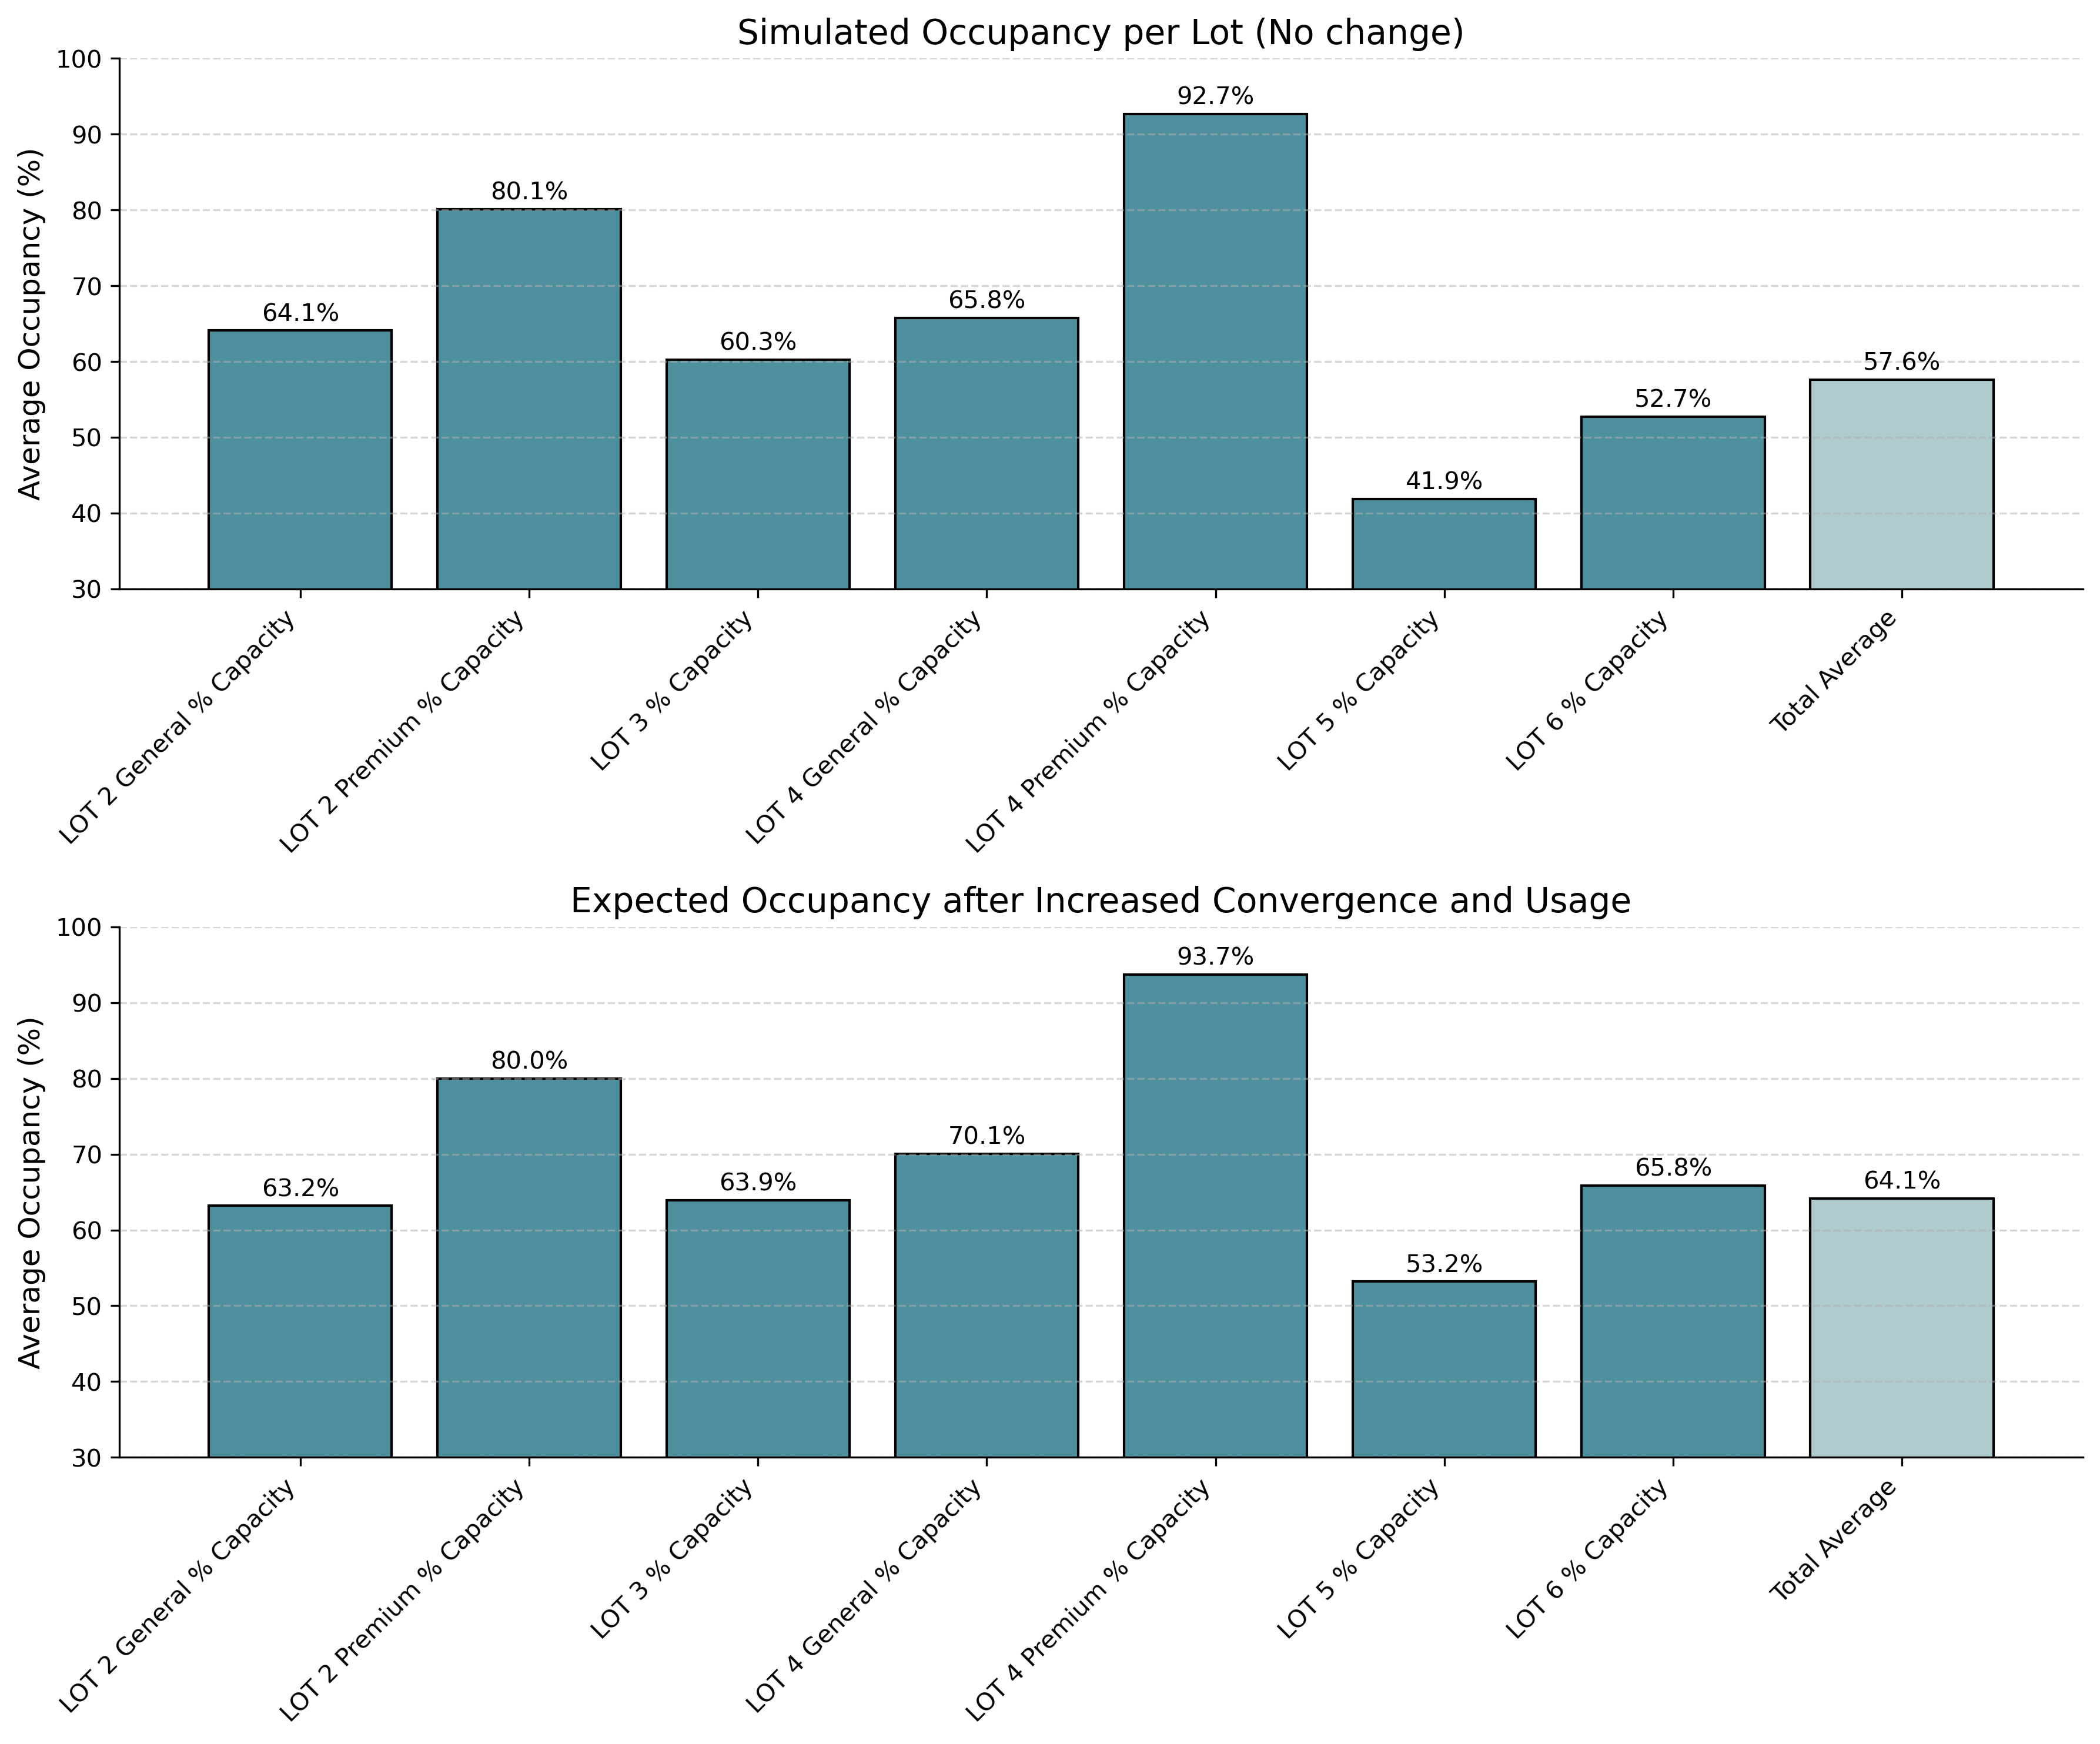 Simulated Occupancy per Lot (No change)
Average Occupancy (%)
100
90
80
70
60
50
40
30
64.1%
80.1%
60.3%
65.8%
92.7%
41.9%
52.7%
57.6%
LOT 2 General % Capacity
LOT 2 Premium % Capacity
LOT 3 % Capacity
LOT 4 General % Capacity
LOT 4 Premium % Capacity
LOT 5 % Capacity
LOT 6 % Capacity
Total Average
Expected Occupancy after Increased Convergence and Usage
Average Occupancy (%)
100
90
80
70
60
50
40
30
63.2%
80.0%
63.9%
70.1%
93.7%
53.2%
65.8%
64.1%
LOT 2 General % Capacity
LOT 2 Premium % Capacity
LOT 3 % Capacity
LOT 4 General % Capacity
LOT 4 Premium % Capacity
LOT 5 % Capacity
LOT 6 % Capacity
Total Average